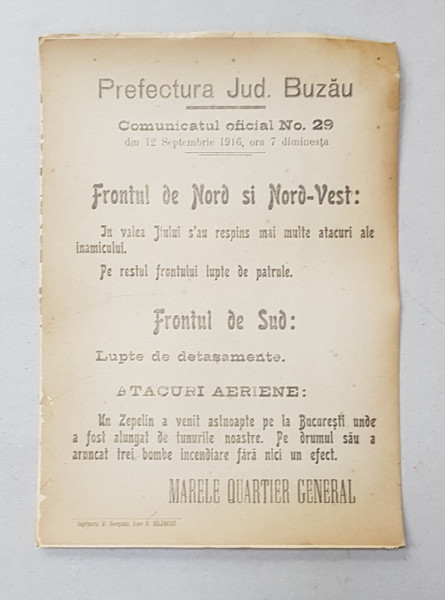 Prefectura Jud. Buzău
Comunicatul oficial No. 29
din 12 Septembrie 1916, ora 7 dimineața
Frontul de Nord si Nord-Vest:
In valea Jiului s'au respins mai multe atacuri ale
inamicului.
Pe restul frontului lupte de patrule.
Frontul de Sud:
Lupte de detașamente.
ATACURI AERIENE:
Un Zepelin a venit astnoapte pe la București unde
a fost alungat de tunurile noastre. Pe drumul său a
aruncat trei bombe incendiare fără nici un efect.
MARELE QUARTIER GENERAL